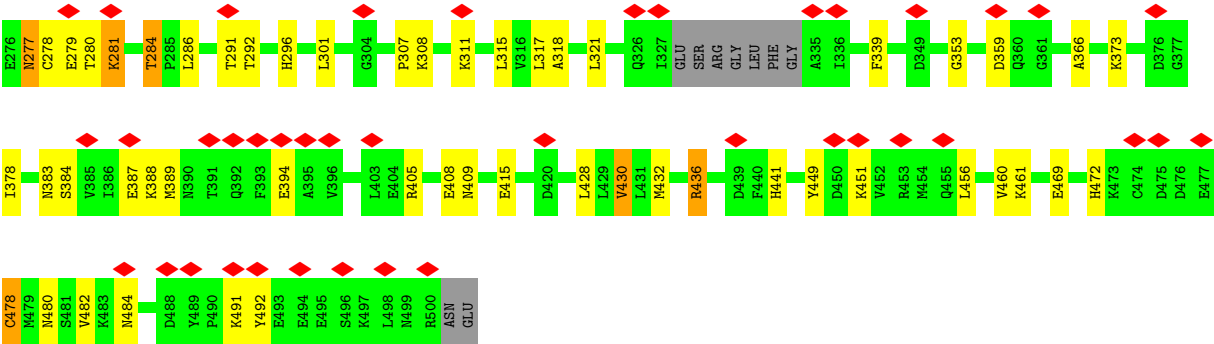 E276 N277 C278 E279 T280 K281 T284 P285 L286 T291 T292 H296 L301 G304 P307 K308 K311 L315 V316 L317 A318 L321 Q326 I327 GLU SER ARG GLY LEU PHE GLY A335 I336 F339 D349 G353 D359 Q360 G361 A366 K373 D376 G377
I378 N383 S384 V385 I386 E387 K388 M389 N390 T391 Q392 F393 E394 A395 V396 L403 E404 R405 E408 N409 E415 D420 L428 L429 V430 L431 M432 R436 D439 F440 H441 Y449 D450 K451 V452 R453 M454 Q455 L456 V460 K461 E469 H472 K473 C474 D475 D476 E477
C478 M479 N480 S481 V482 K483 N484 D488 Y489 P490 K491 Y492 E493 E494 E495 S496 K497 L498 N499 R500 ASN GLU